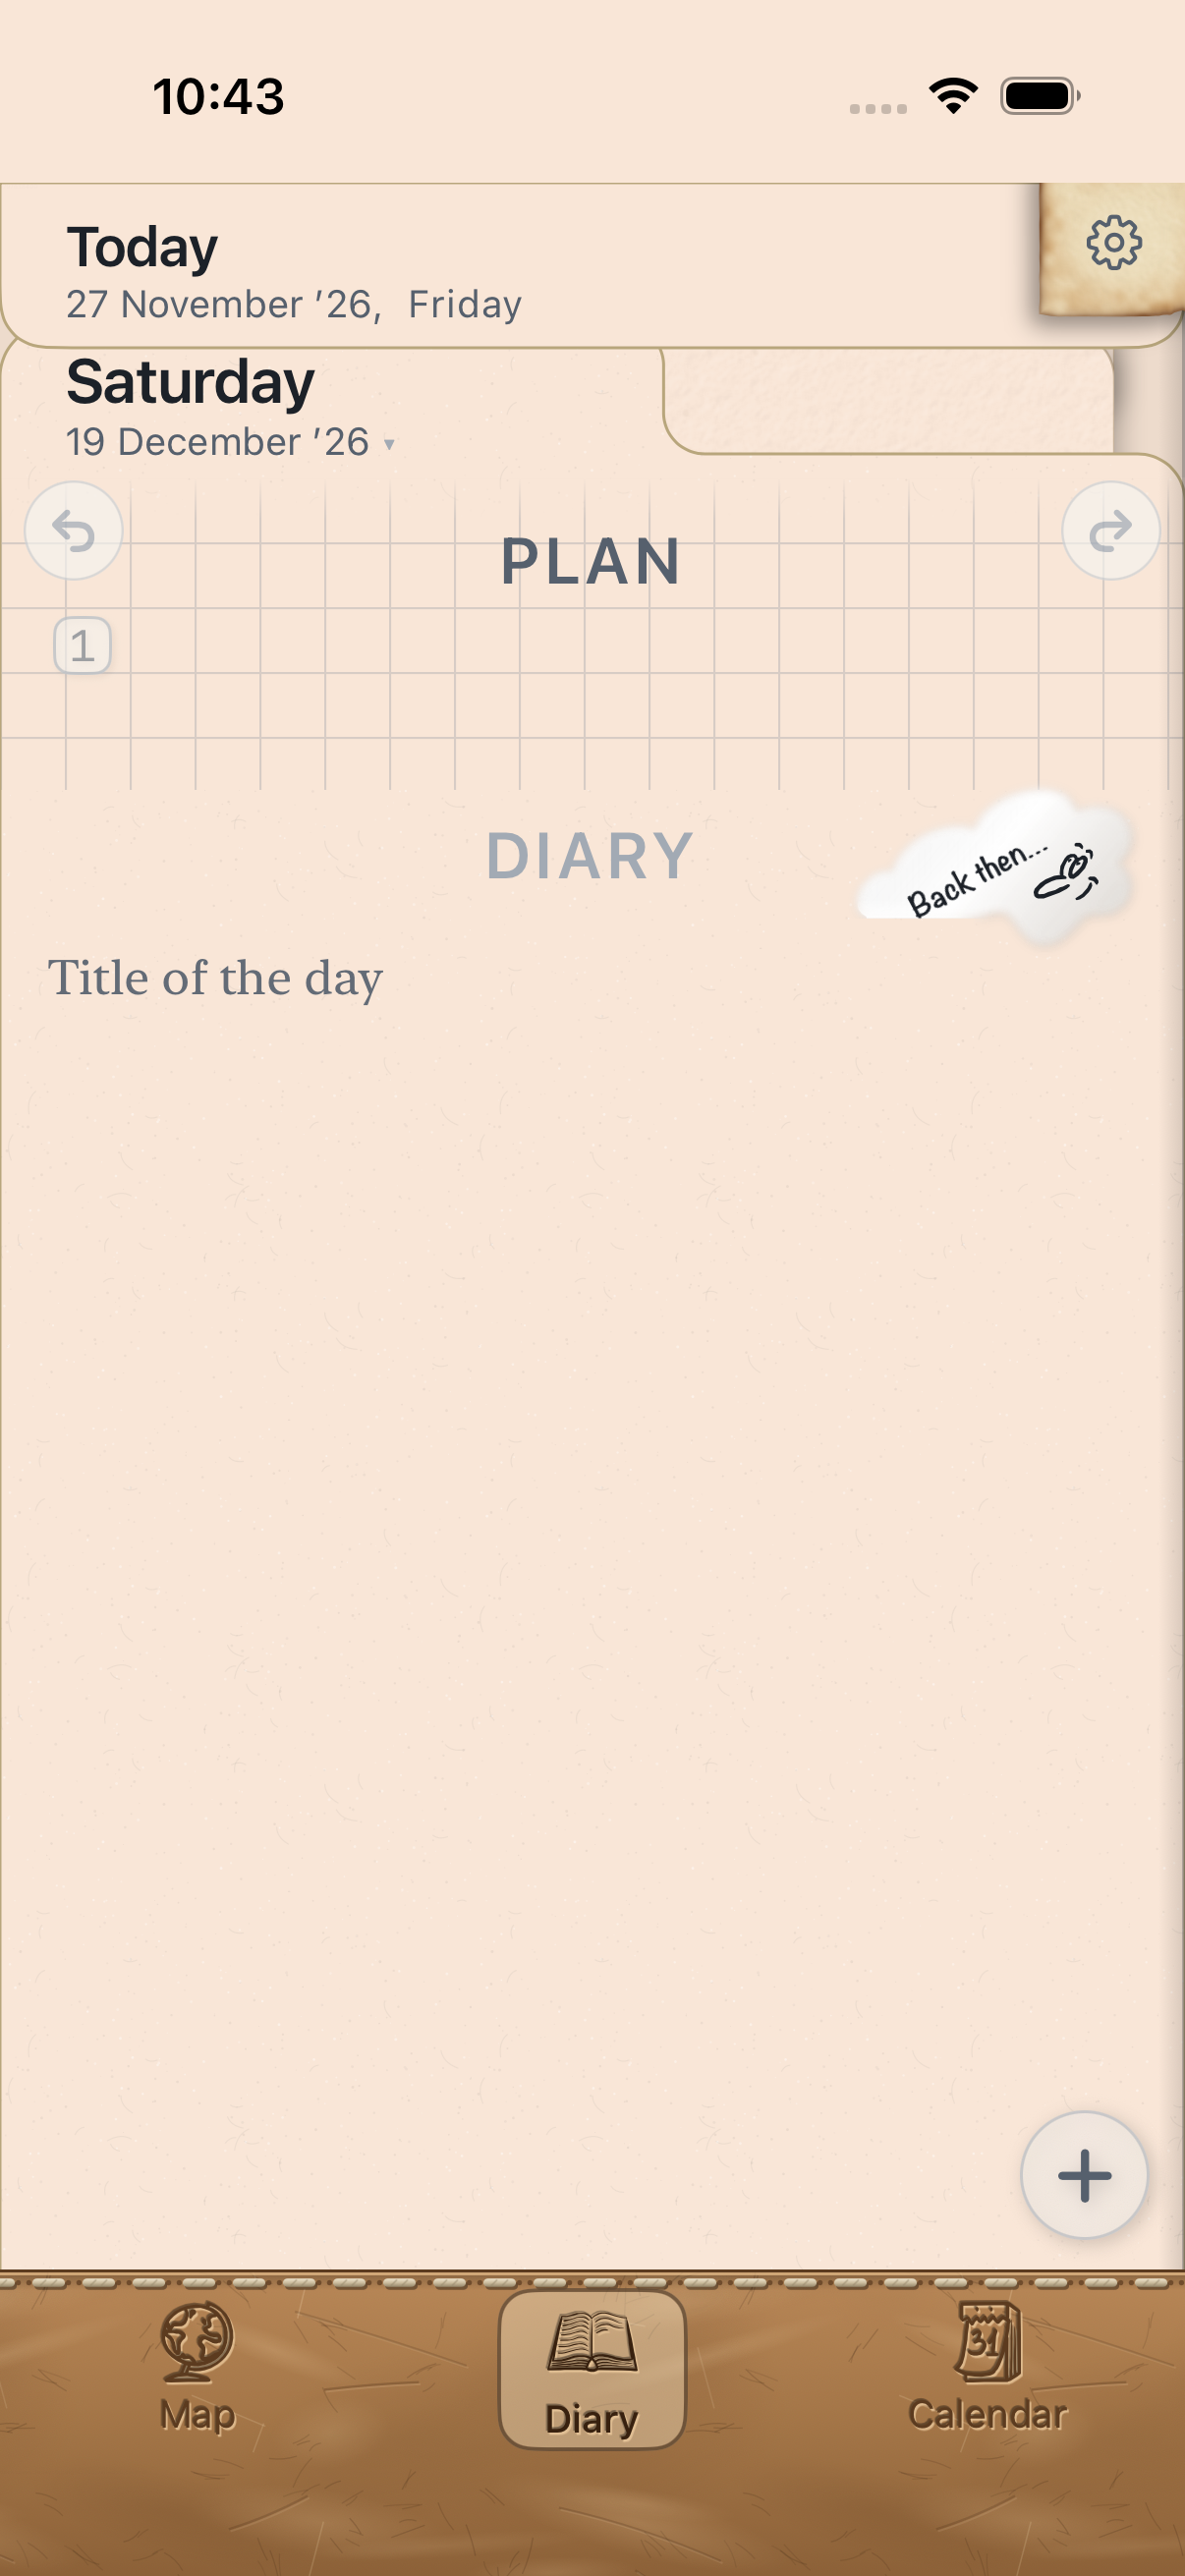 10:43
Today
27 November ’26, Friday
Saturday
19 December ’26 ▾
PLAN
1
DIARY
Back then...
Title of the day
31
Map
Diary
Calendar